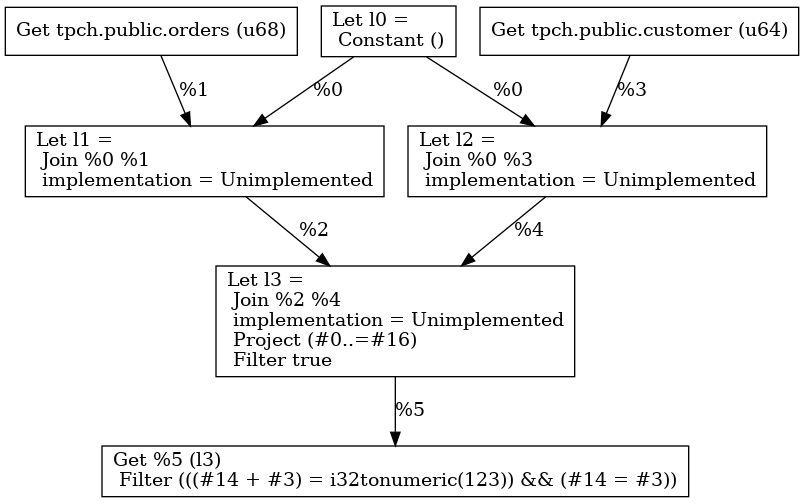 Get tpch.public.orders (u68)
Let l0 =
Constant ()
Get tpch.public.customer (u64)
%1
%0
%0
%3
Let l1 =
Join %0 %1
implementation = Unimplemented
Let l2 =
Join %0 %3
implementation = Unimplemented
%2
%4
Let l3 =
Join %2 %4
implementation = Unimplemented
Project (#0..=#16)
Filter true
%5
Get %5 (l3)
Filter (((#14 + #3) = i32tonumeric(123)) && (#14 = #3))